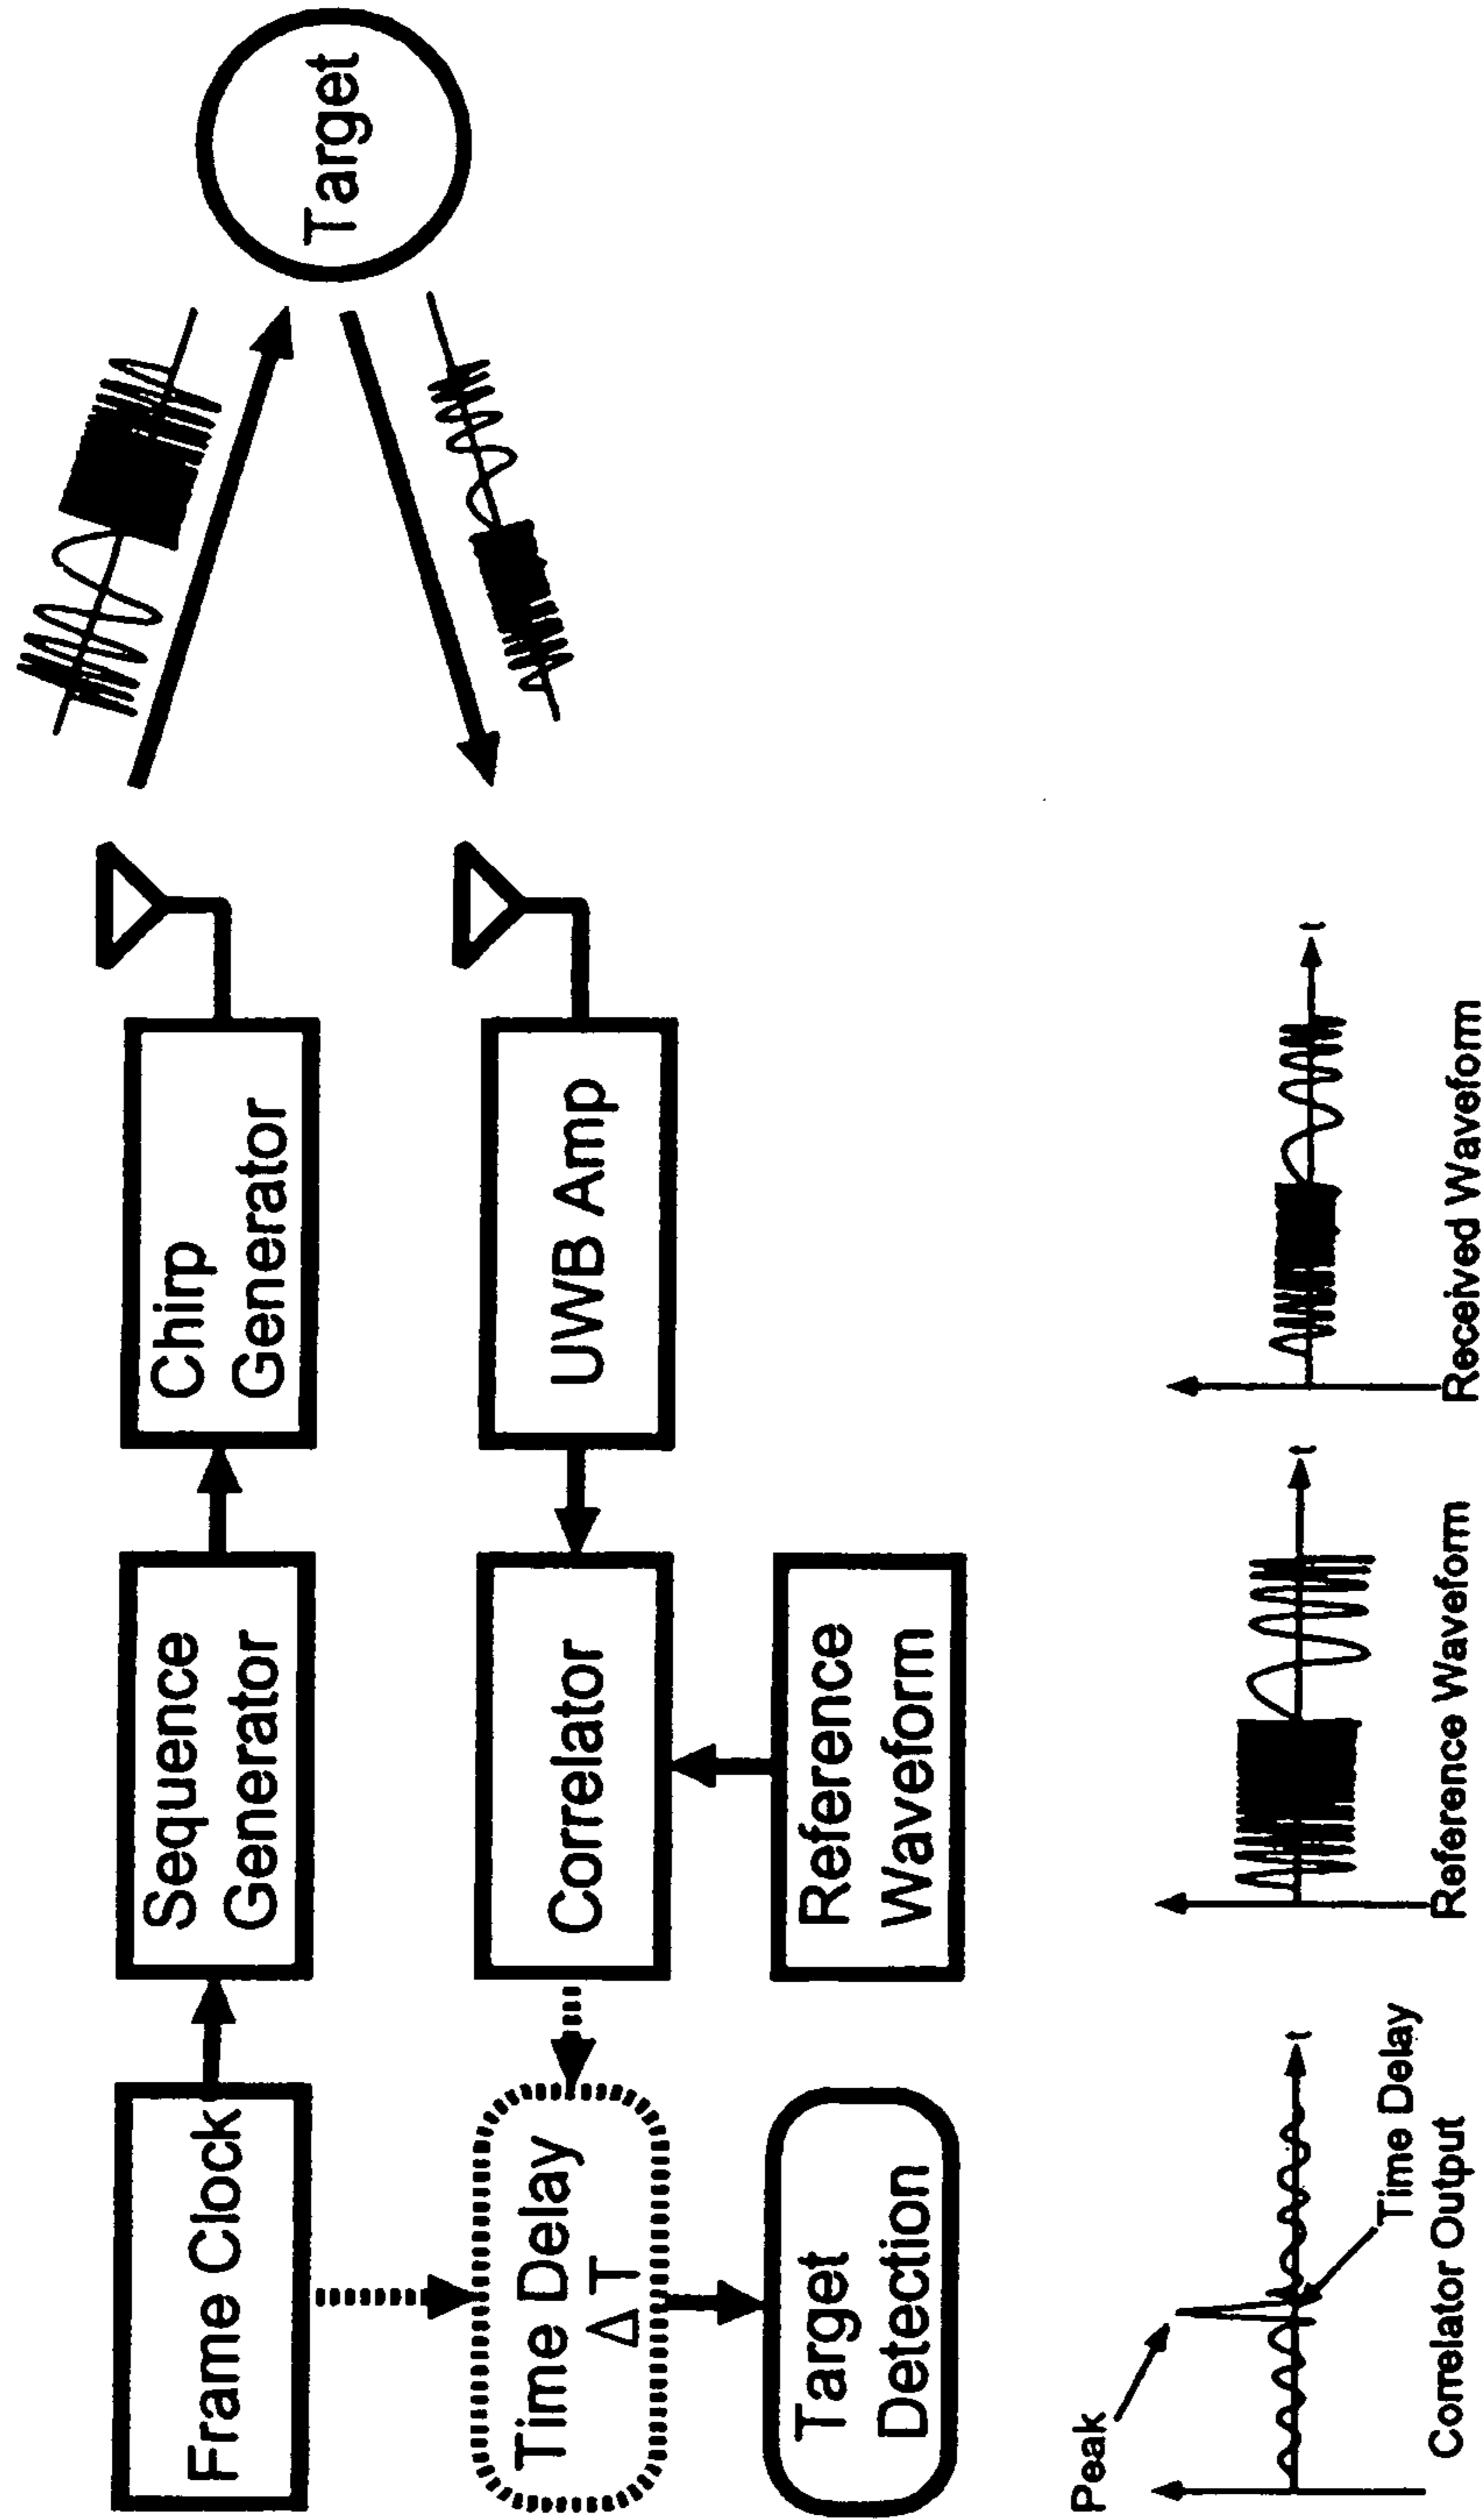 Frame Clock
Sequence
Generator
Chirp
Generator
Target
Time Delay
Δ T
Correlator
UWB Amp
Target
Detection
Reference
Waveform
Peak
t
Time Delay
Correlator Output
t
Reference Waveform
t
Received Waveform